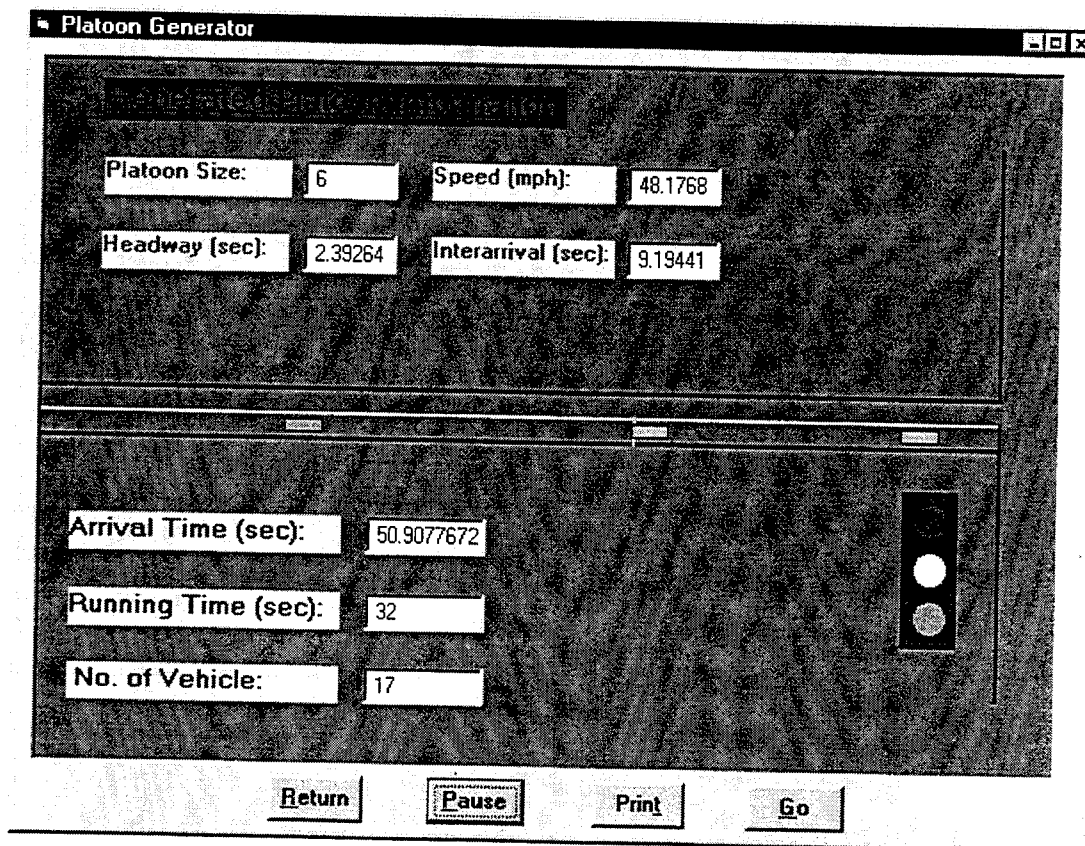 Platoon Generator
Platoon Size: 6 Speed (mph): 48.1768
Headway (sec): 2.39264 Interarrival (sec): 9.19441
Arrival Time (sec): 50.9077672
Running Time (sec): 32
No. of Vehicle: 17
Return Pause Print Go